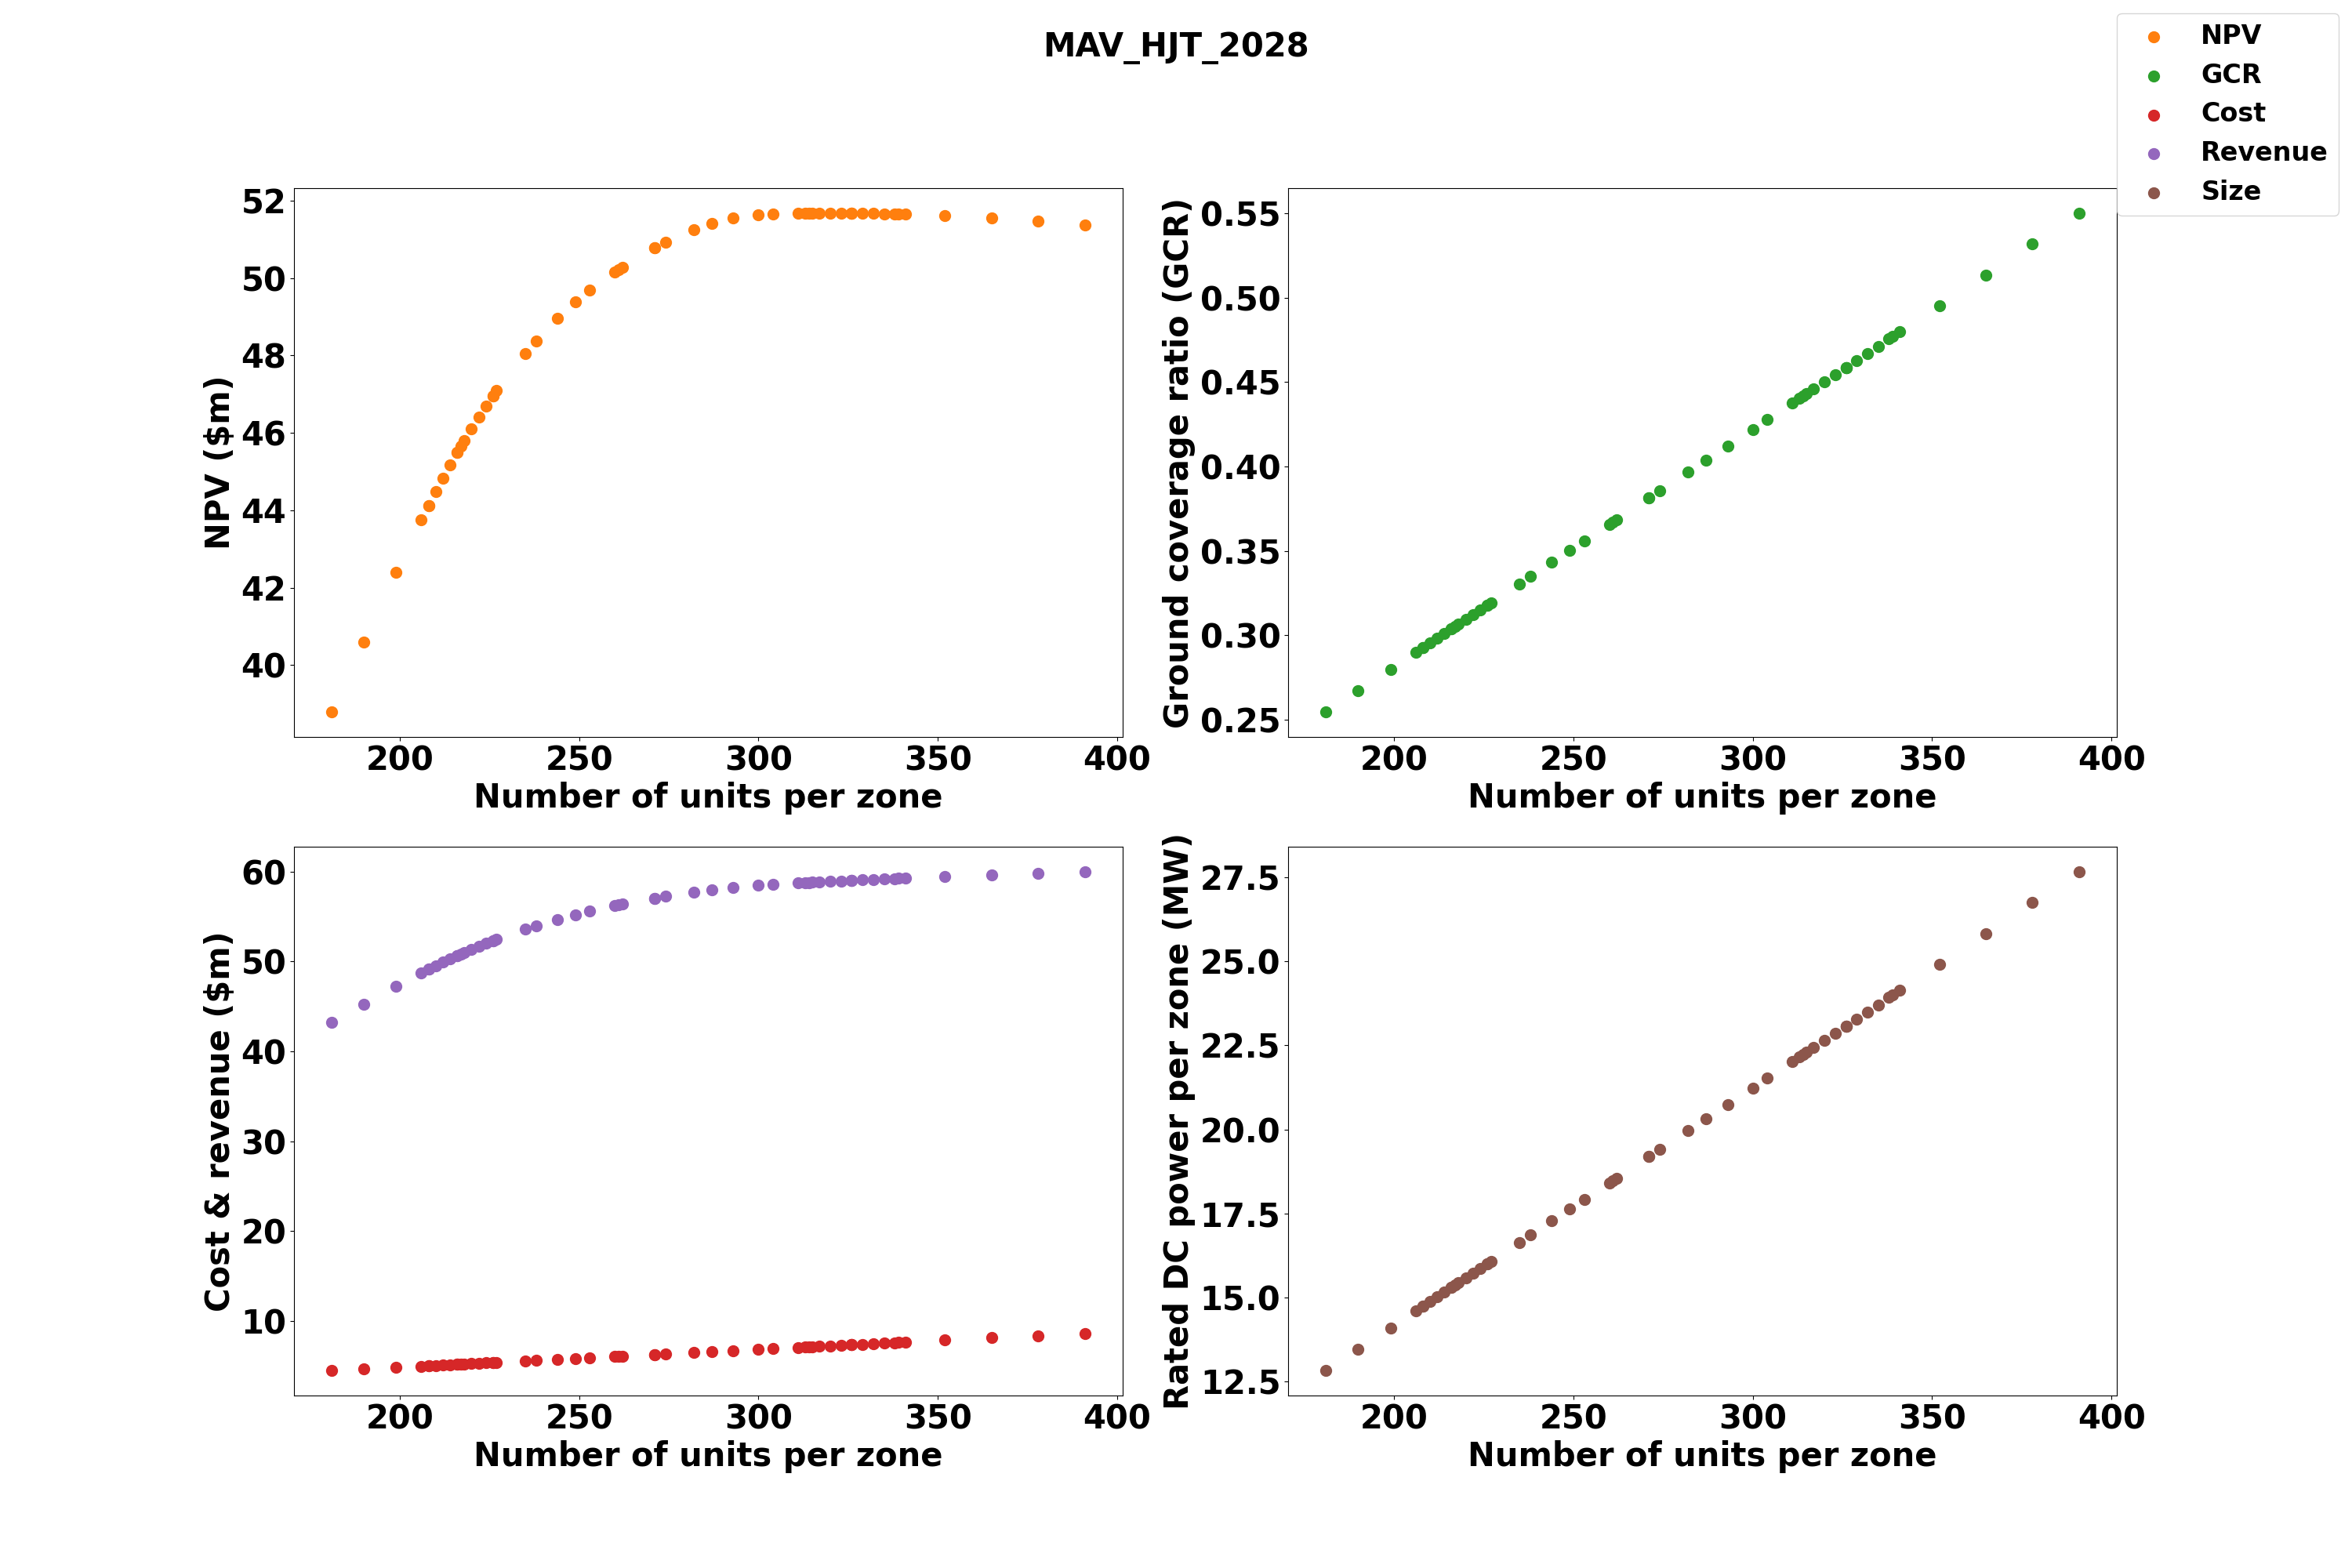 MAV_HJT_2028
NPV
GCR
Cost
Revenue
Size
NPV ($m)
52
50
48
46
44
42
40
200 250 300 350 400
Number of units per zone
Ground coverage ratio (GCR)
0.55
0.50
0.45
0.40
0.35
0.30
0.25
200 250 300 350 400
Number of units per zone
Cost & revenue ($m)
60
50
40
30
20
10
200 250 300 350 400
Number of units per zone
Rated DC power per zone (MW)
27.5
25.0
22.5
20.0
17.5
15.0
12.5
200 250 300 350 400
Number of units per zone